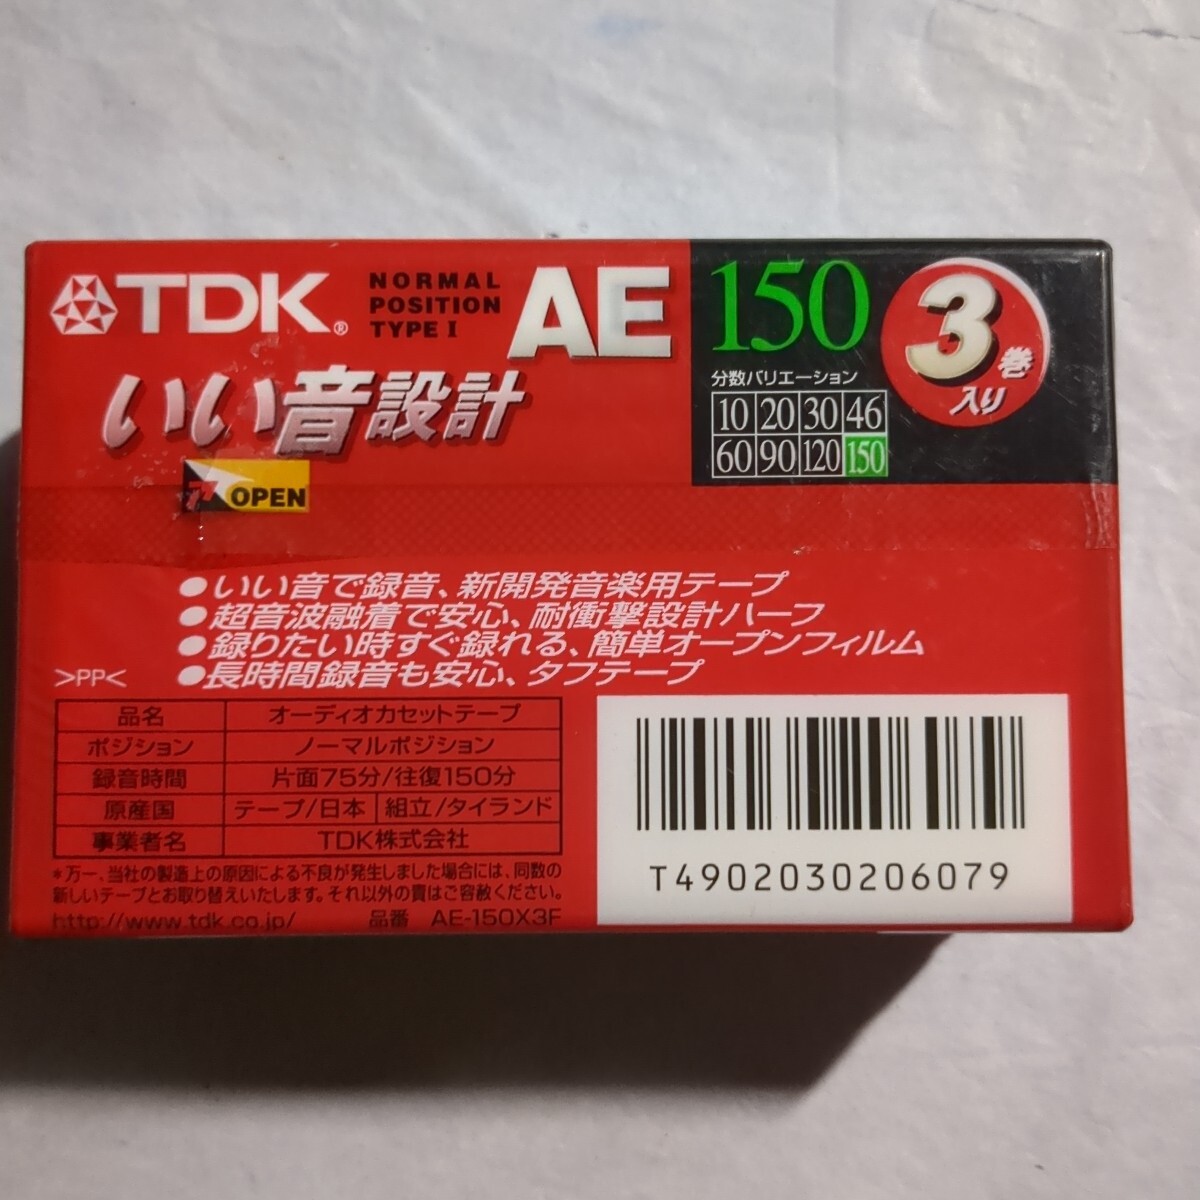 TDK®
NORMAL
POSITION
TYPE I
AE
150
分数バリエーション
10 20 30 46
60 90 120 150
3巻
入り
いい音設計
OPEN
●いい音で録音、新開発音楽用テープ
●超音波融着で安心、耐衝撃設計ハーフ
●録りたい時すぐ録れる、簡単オープンフィルム
●長時間録音も安心、タフテープ
>PP<
品名 オーディオカセットテープ
ポジション ノーマルポジション
録音時間 片面75分/往復150分
原産国 テープ/日本 組立/タイランド
事業者名 TDK株式会社
*万一、当社の製造上の原因による不良が発生しました場合には、同数の
新しいテープとお取り替えいたします。それ以外の責はご容赦ください。
http://www.tdk.co.jp/ 品番 AE-150X3F
T4902030206079